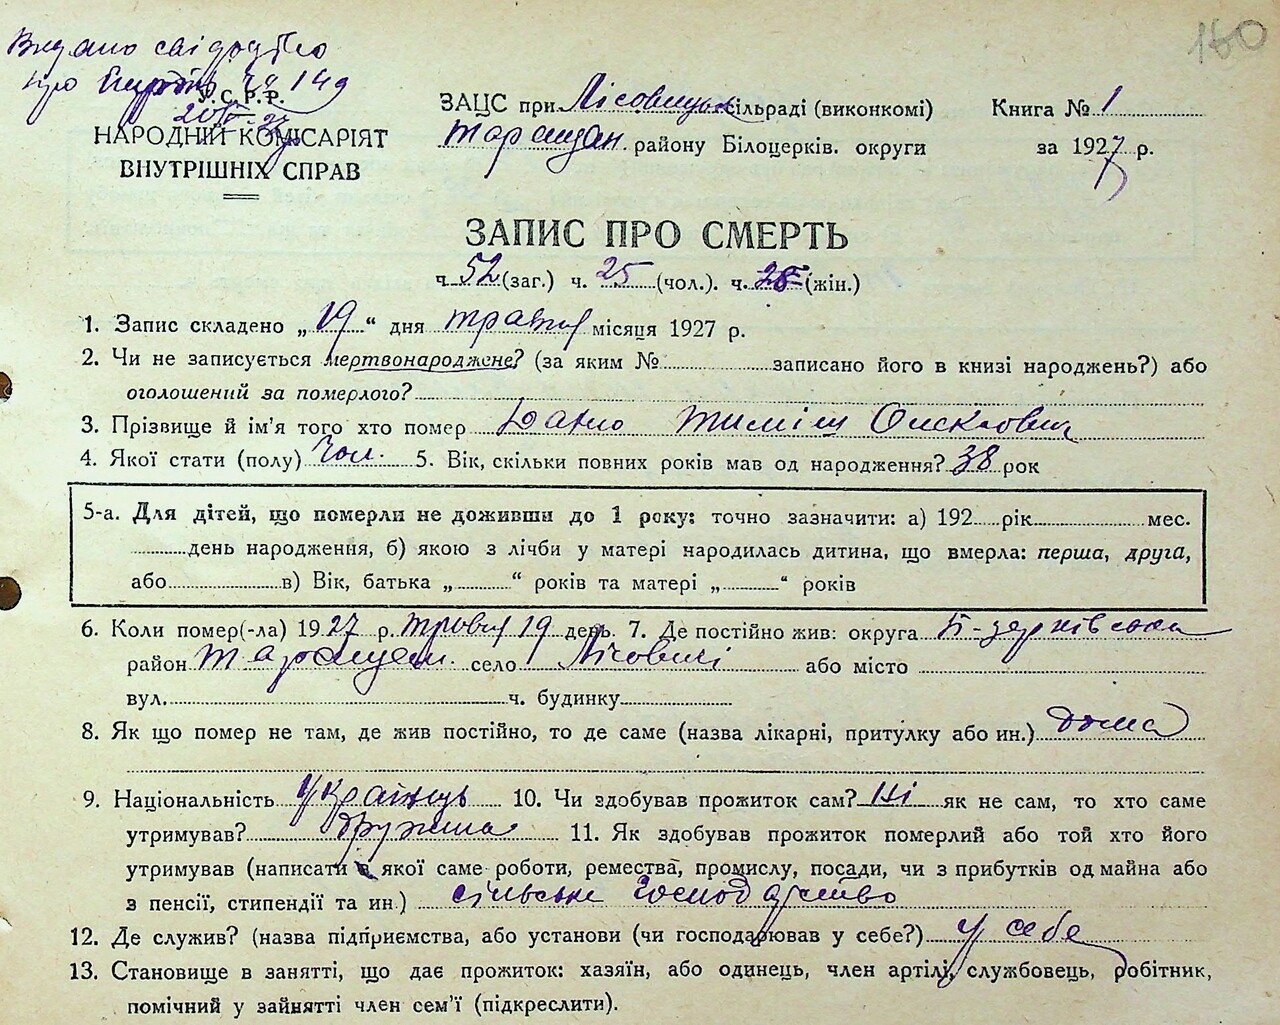 160
Видано свідоцтво
про смерть за 149
У.С.Р.Р.
НАРОДНІЙ КОМІСАРІЯТ
ВНУТРІШНІХ СПРАВ
ЗАЦС при Лісовицьк. сільраді (виконкомі)
Таращан. району Білоцерків. округи
Книга № 1
за 1927 р.
ЗАПИС ПРО СМЕРТЬ
ч. 52 (заг.) ч. 25 (чол.). ч. (жін.)
1. Запис складено „19“ дня травня місяця 1927 р.
2. Чи не записується мертвонароджене? (за яким № записано його в книзі народжень?) або
оголошений за померлого?
3. Прізвище й ім'я того хто помер Тиміш
4. Якої стати (полу) Чол. 5. Вік, скільки повних років мав од народження? 38 рок
5-а. Для дітей, що померли не доживши до 1 року: точно зазначити: а) 192 рік мес.
день народження, б) якою з лічби у матері народилась дитина, що вмерла: перша, друга,
або в) Вік, батька „ “ років та матері „ “ років
6. Коли помер(-ла) 1927 р. травня 19 день. 7. Де постійно жив: округа Б-церківська
район Таращан. село Лісовичі або місто
вул. ч. будинку
8. Як що помер не там, де жив постійно, то де саме (назва лікарні, притулку або ин.) дома
9. Національність Українець 10. Чи здобував прожиток сам? Ні як не сам, то хто саме
утримував? дружина 11. Як здобував прожиток померлий або той хто його
утримував (написати з якої саме роботи, ремества, промислу, посади, чи з прибутків од майна або
з пенсії, стипендії та ин.) сільське господарство
12. Де служив? (назва підприємства, або установи (чи господарював у себе?) у себе
13. Становище в занятті, що дає прожиток: хазяїн, або одинець, член артілі, службовець, робітник,
помічний у зайнятті член сем'ї (підкреслити).